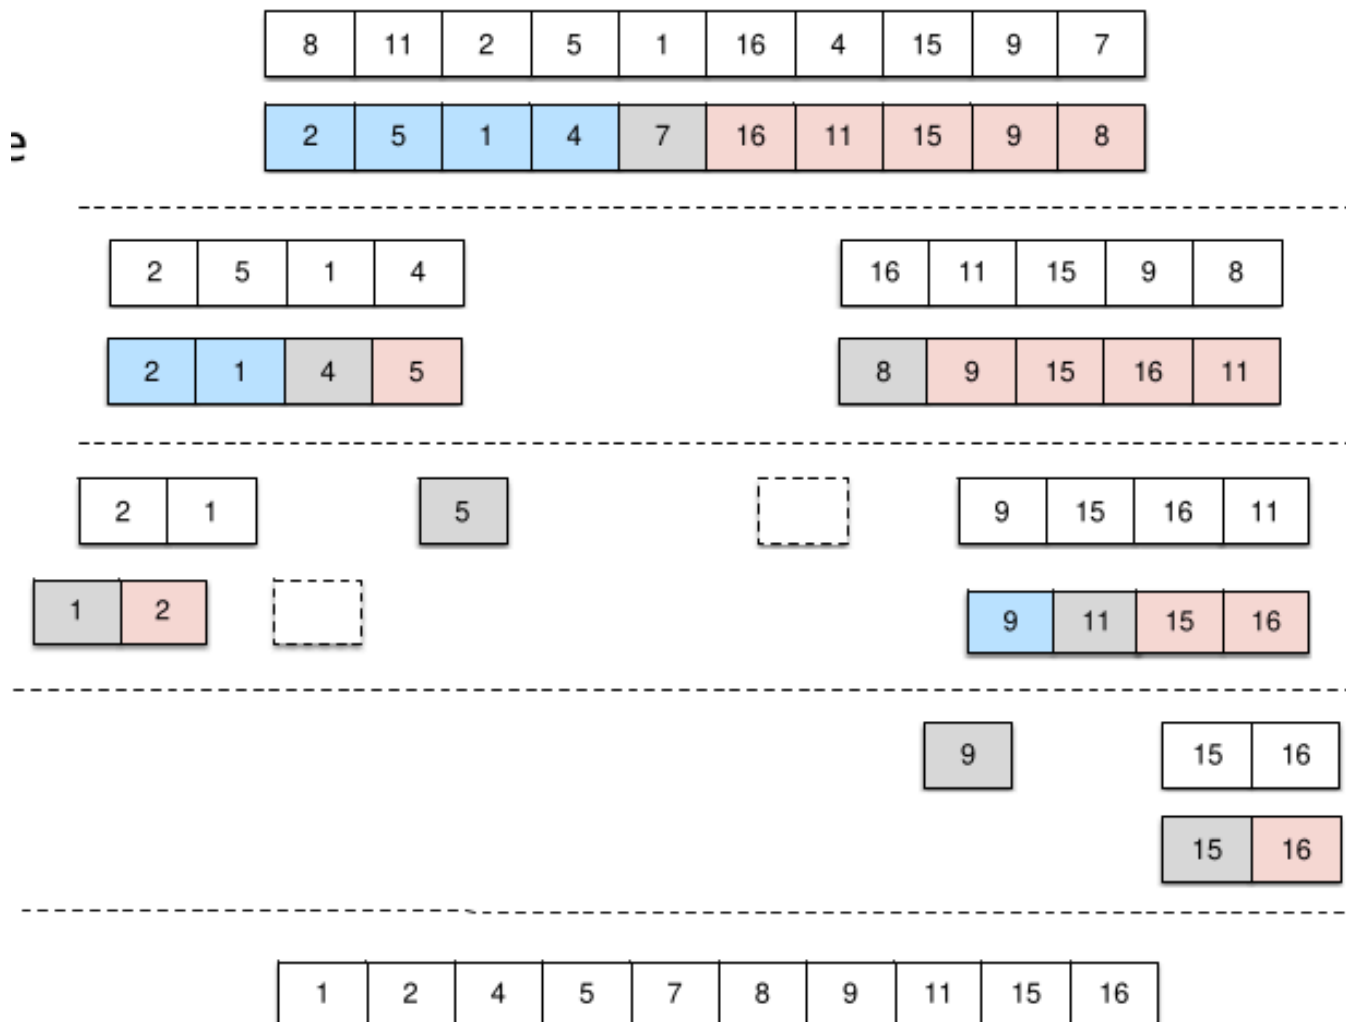 8 11 2 5 1 16 4 15 9 7
e
2 5 1 4 7 16 11 15 9 8
2 5 1 4 16 11 15 9 8
2 1 4 5 8 9 15 16 11
2 1 5 9 15 16 11
1 2 9 11 15 16
9 15 16
15 16
1 2 4 5 7 8 9 11 15 16